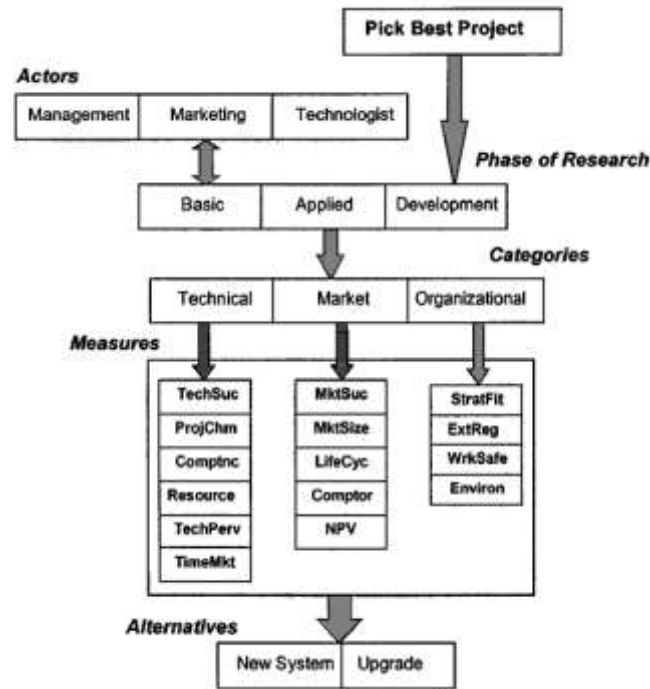 Pick Best Project
Actors
Management Marketing Technologist
Phase of Research
Basic Applied Development
Categories
Technical Market Organizational
Measures
TechSuc MktSuc StratFit
ProjChm MktSize ExtReg
Comptnc LifeCyc WrkSafe
Resource Comptor Environ
TechPerv NPV
TimeMkt
Alternatives
New System Upgrade